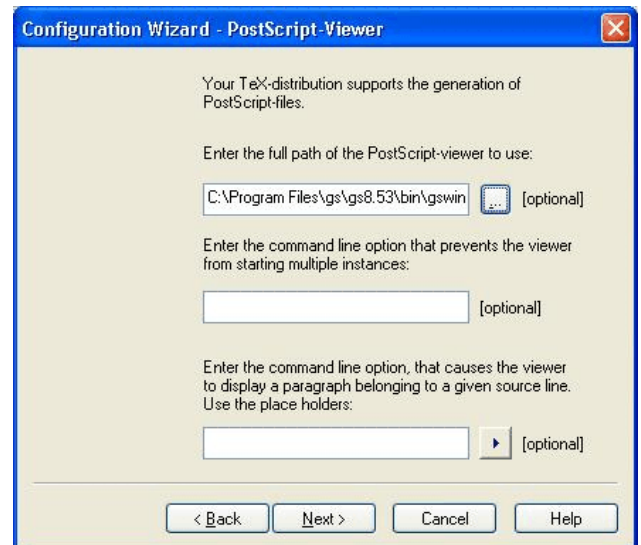 Configuration Wizard - PostScript-Viewer
Your TeX-distribution supports the generation of
PostScript-files.
Enter the full path of the PostScript-viewer to use:
C:\Program Files\gs\gs8.53\bin\gswin
... [optional]
Enter the command line option that prevents the viewer
from starting multiple instances:
[optional]
Enter the command line option, that causes the viewer
to display a paragraph belonging to a given source line.
Use the place holders:
[optional]
< Back
Next >
Cancel
Help